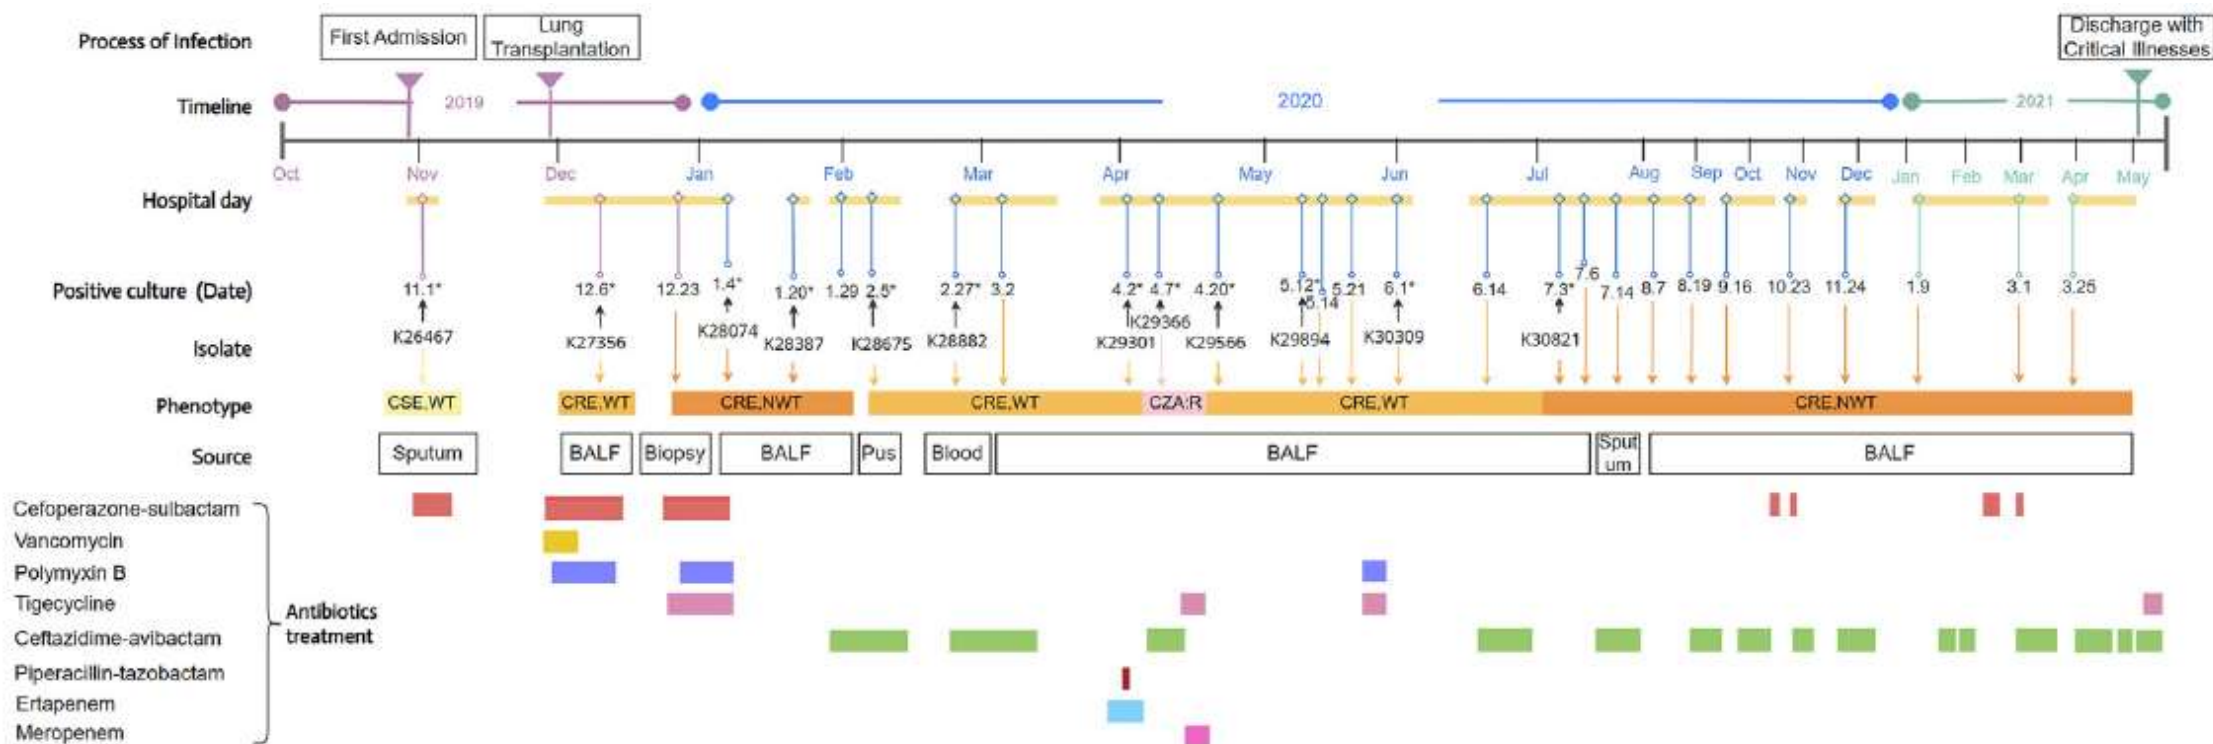 Process of Infection
First Admission
Lung
Transplantation
Discharge with
Critical Illnesses
Timeline
2019
2020
2021
Oct Nov Dec Jan Feb Mar Apr May Jun Jul Aug Sep Oct Nov Dec Jan Feb Mar Apr May
Hospital day
Positive culture (Date)
11.1* 12.6* 12.23 1.4* 1.20* 1.29 2.5* 2.27* 3.2 4.2* 4.7* 4.20* 5.12* 5.14 5.21 6.1* 6.14 7.3* 7.6 7.14 8.7 8.19 9.16 10.23 11.24 1.9 3.1 3.25
Isolate
K26467 K27356 K28074 K28387 K28675 K28882 K29301 K29366 K29566 K29894 K30309 K30821
Phenotype
CSE,WT CRE,WT CRE,NWT CRE,WT CZA:R CRE,WT CRE,NWT
Source
Sputum BALF Biopsy BALF Pus Blood BALF Sput
um BALF
Cefoperazone-sulbactam
Vancomycin
Polymyxin B
Tigecycline
Ceftazidime-avibactam
Piperacillin-tazobactam
Ertapenem
Meropenem
Antibiotics
treatment